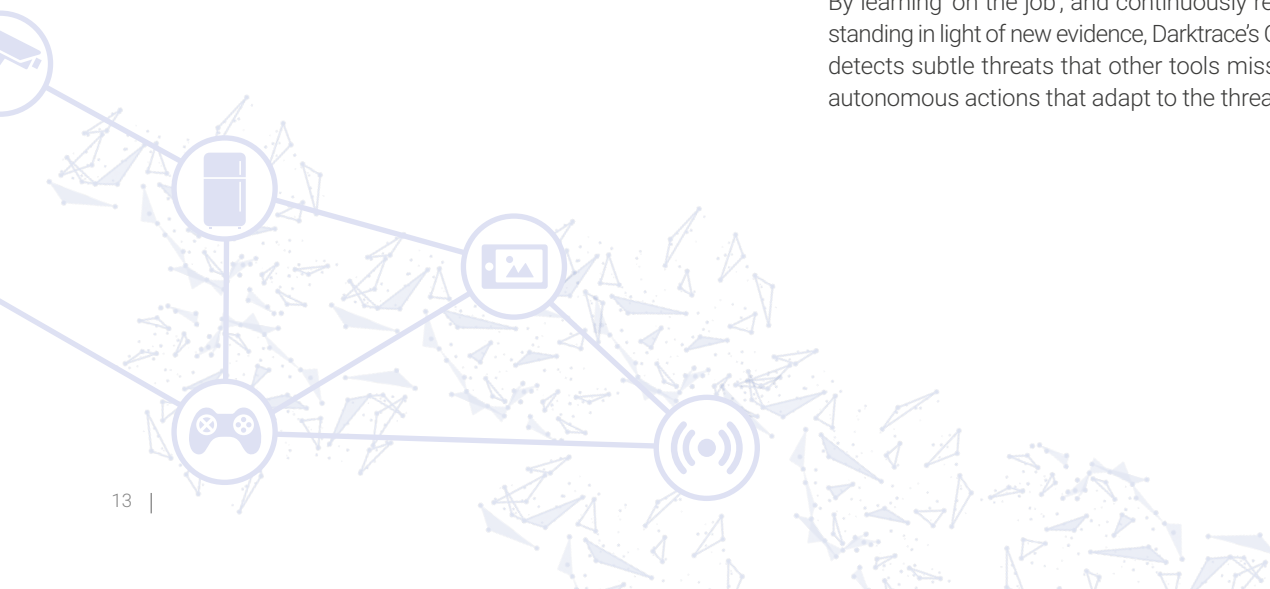 By learning 'on the job', and continuously re
standing in light of new evidence, Darktrace's
detects subtle threats that other tools miss
autonomous actions that adapt to the threa
13 |